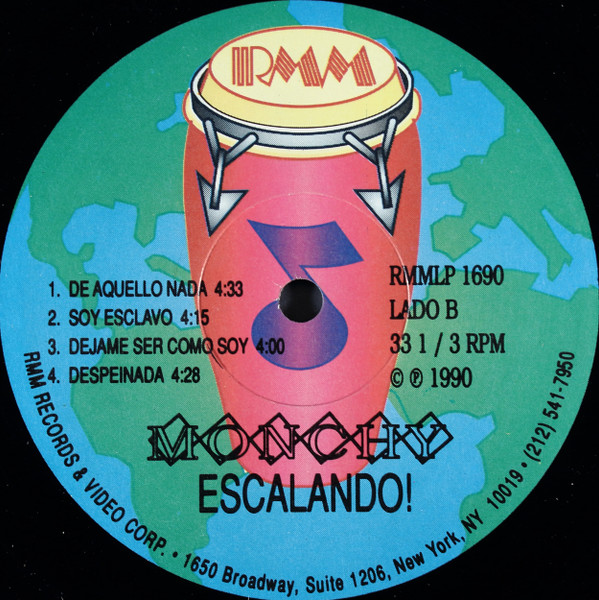 RMM
1. DE AQUELLO NADA 4:33
2. SOY ESCLAVO 4:15
3. DEJAME SER COMO SOY 4:00
4. DESPEINADA 4:28
RMMLP 1690
LADO B
33 1 / 3 RPM
© ℗ 1990
MONCHY
ESCALANDO!
RMM RECORDS & VIDEO CORP. • 1650 Broadway, Suite 1206, New York, NY 10019 • (212) 541-7950